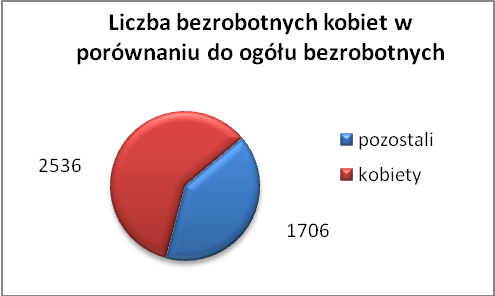 Liczba bezrobotnych kobiet w
porównaniu do ogółu bezrobotnych
pozostali
2536
kobiety
1706